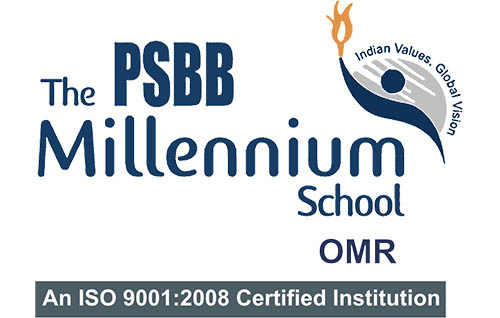 The PSBB
Millennium
School
Indian Values, Global Vision
OMR
An ISO 9001:2008 Certified Institution